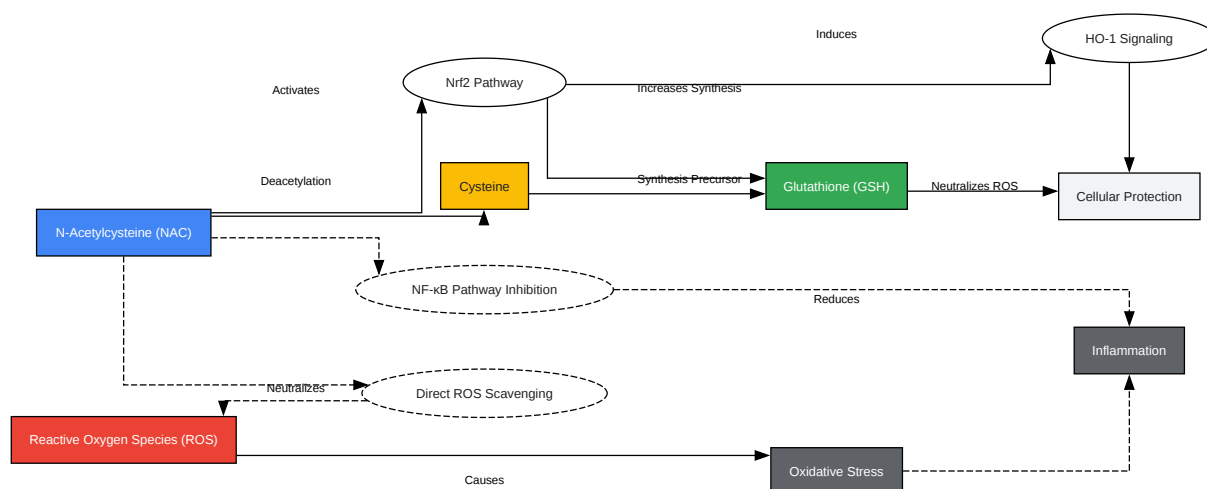 Induces
HO-1 Signaling
Nrf2 Pathway
Activates
Increases Synthesis
Deacetylation
Cysteine
Synthesis Precursor
Glutathione (GSH)
Neutralizes ROS
Cellular Protection
N-Acetylcysteine (NAC)
NF-κB Pathway Inhibition
Reduces
Inflammation
Neutralizes
Direct ROS Scavenging
Reactive Oxygen Species (ROS)
Oxidative Stress
Causes